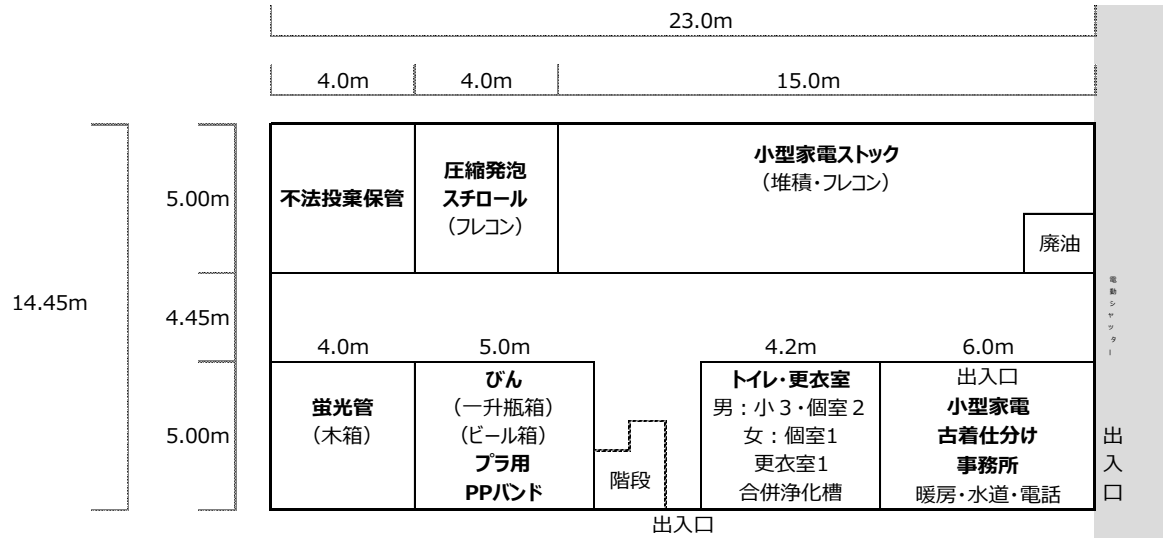 23.0m
4.0m
4.0m
15.0m
14.45m
5.00m
4.45m
5.00m
不法投棄保管
圧縮発泡
スチロール
（フレコン）
小型家電ストック
（堆積・フレコン）
廃油
電動シャッター
4.0m
5.0m
4.2m
6.0m
蛍光管
（木箱）
びん
（一升瓶箱）
（ビール箱）
プラ用
PPバンド
階段
トイレ・更衣室
男：小３・個室２
女：個室1
更衣室1
合併浄化槽
出入口
小型家電
古着仕分け
事務所
暖房・水道・電話
出入口
出入口